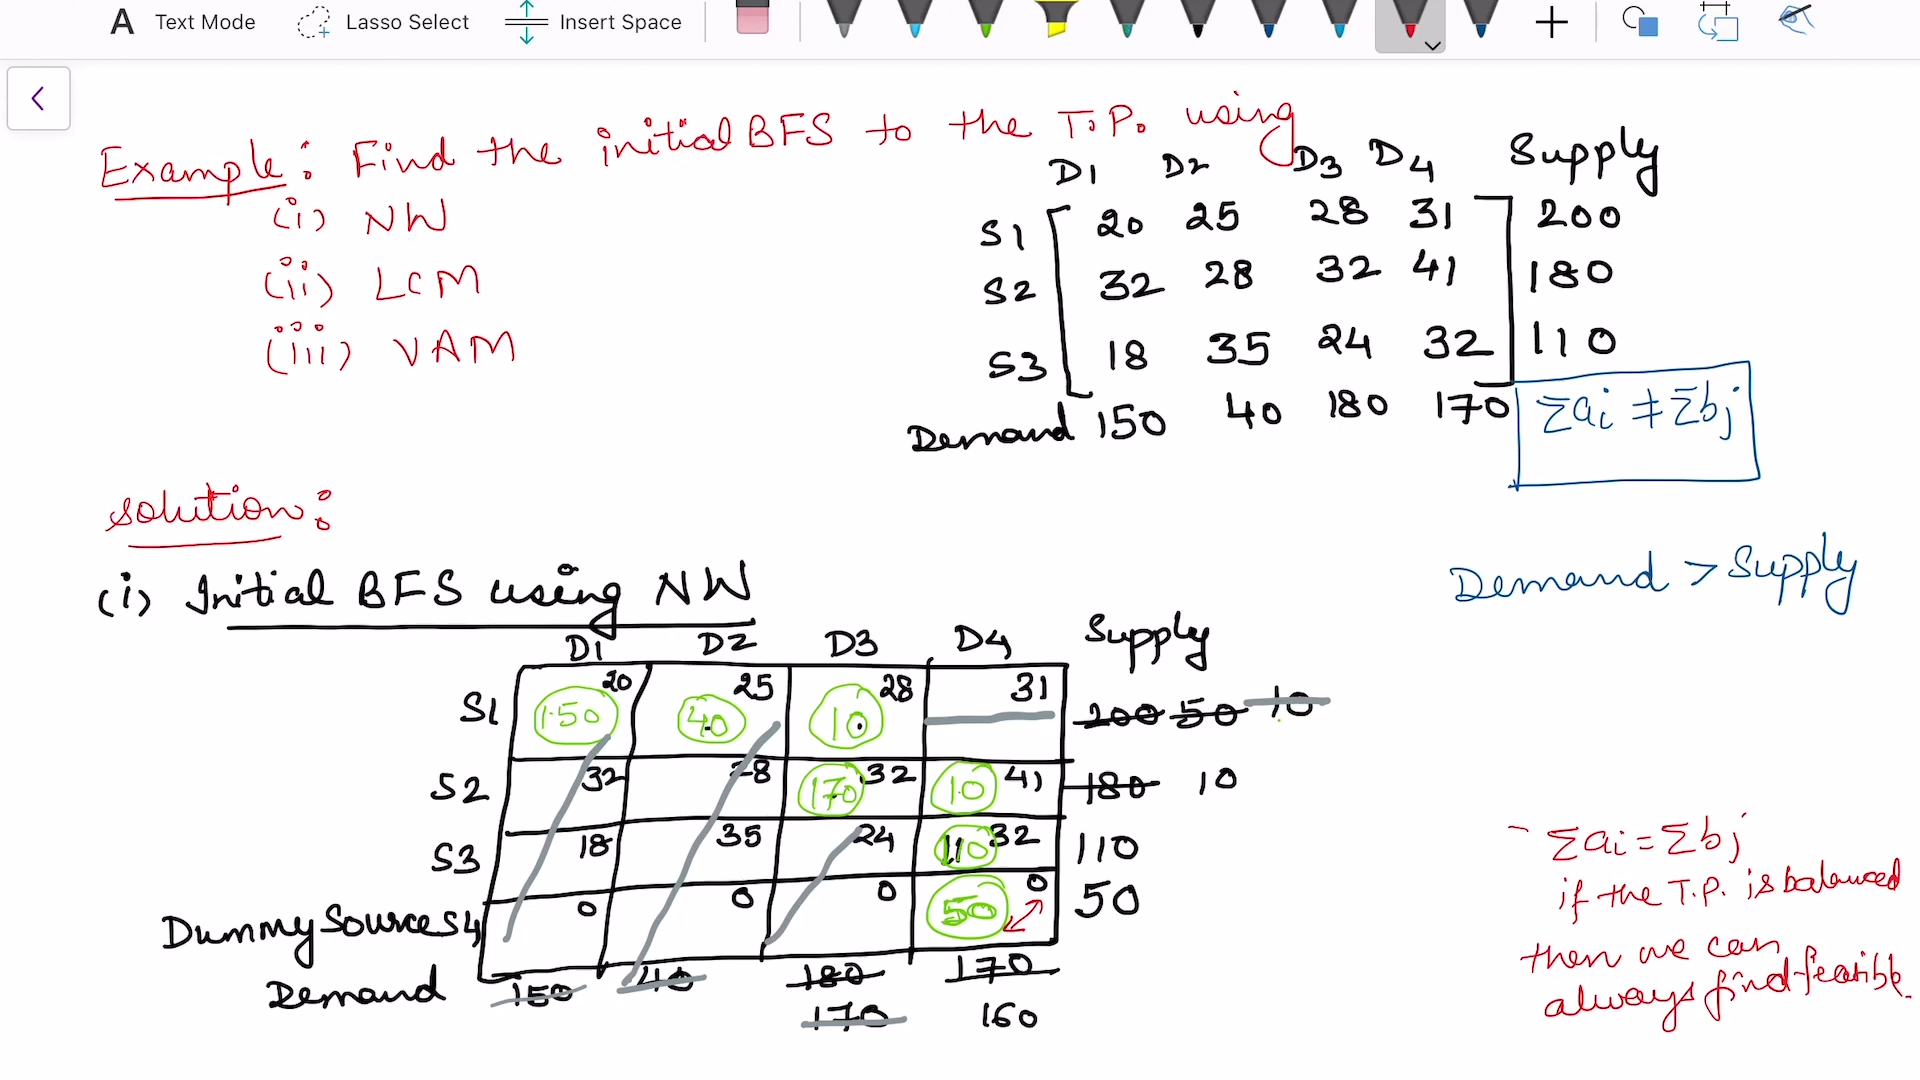 Text Mode Lasso Select Insert Space
Example: Find the initial BFS to the T.P. using
(i) NW
(ii) LCM
(iii) VAM
D1 D2 D3 D4 Supply
S1 20 25 28 31 200
S2 32 28 32 41 180
S3 18 35 24 32 110
Demand 150 40 180 170
Σai ≠ Σbj
Solution:
Demand > Supply
(i) Initial BFS using NW
D1 D2 D3 D4 Supply
S1 150 20 40 25 10 28 31 200 50 10
S2 32 28 170 32 10 41 180 10
S3 18 35 24 110 32 110
Dummy Source S4 0 0 0 50 0 50
Demand 150 40 180 170
170 160
Σai = Σbj
if the T.P. is balanced
then we can
always find feasible.